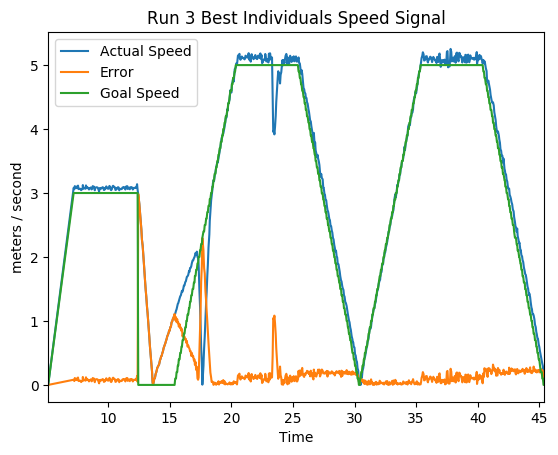 Run 3 Best Individuals Speed Signal
Actual Speed
Error
Goal Speed
meters / second
5
4
3
2
1
0
10 15 20 25 30 35 40 45
Time